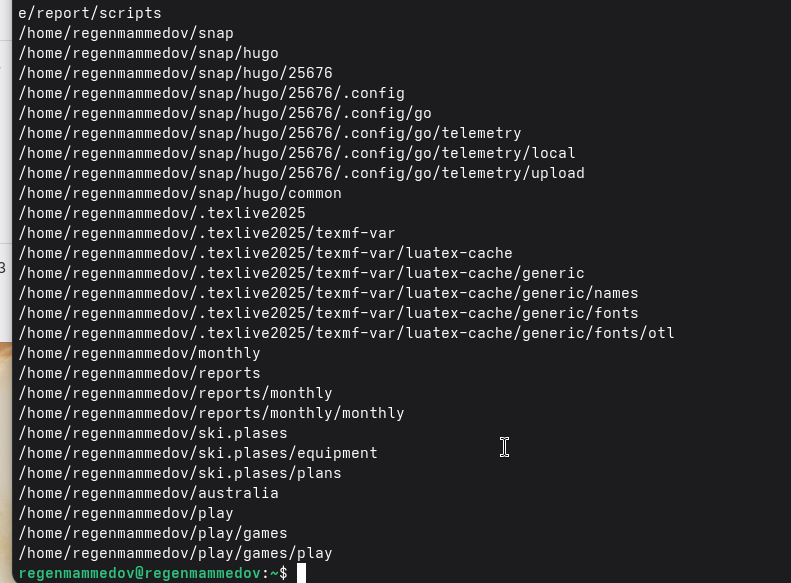 e/report/scripts
/home/regenmammedov/snap
/home/regenmammedov/snap/hugo
/home/regenmammedov/snap/hugo/25676
/home/regenmammedov/snap/hugo/25676/.config
/home/regenmammedov/snap/hugo/25676/.config/go
/home/regenmammedov/snap/hugo/25676/.config/go/telemetry
/home/regenmammedov/snap/hugo/25676/.config/go/telemetry/local
/home/regenmammedov/snap/hugo/25676/.config/go/telemetry/upload
/home/regenmammedov/snap/hugo/common
/home/regenmammedov/.texlive2025
/home/regenmammedov/.texlive2025/texmf-var
/home/regenmammedov/.texlive2025/texmf-var/luatex-cache
/home/regenmammedov/.texlive2025/texmf-var/luatex-cache/generic
/home/regenmammedov/.texlive2025/texmf-var/luatex-cache/generic/names
/home/regenmammedov/.texlive2025/texmf-var/luatex-cache/generic/fonts
/home/regenmammedov/.texlive2025/texmf-var/luatex-cache/generic/fonts/otl
/home/regenmammedov/monthly
/home/regenmammedov/reports
/home/regenmammedov/reports/monthly
/home/regenmammedov/reports/monthly/monthly
/home/regenmammedov/ski.plases
/home/regenmammedov/ski.plases/equipment
/home/regenmammedov/ski.plases/plans
/home/regenmammedov/australia
/home/regenmammedov/play
/home/regenmammedov/play/games
/home/regenmammedov/play/games/play
regenmammedov@regenmammedov:~$
3